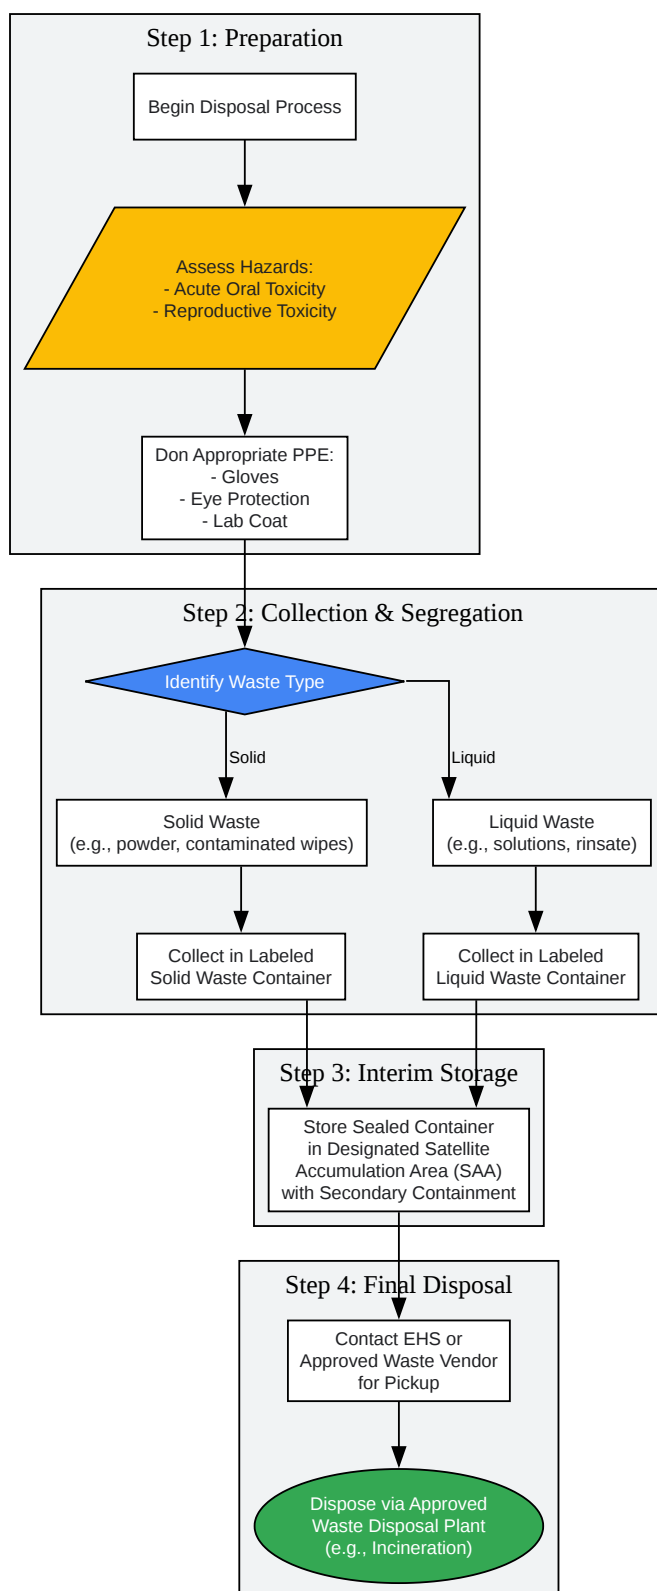 Step 1: Preparation
Begin Disposal Process
Assess Hazards:
- Acute Oral Toxicity
- Reproductive Toxicity
Don Appropriate PPE:
- Gloves
- Eye Protection
- Lab Coat
Step 2: Collection & Segregation
Identify Waste Type
Solid
Liquid
Solid Waste
(e.g., powder, contaminated wipes)
Liquid Waste
(e.g., solutions, rinsate)
Collect in Labeled
Solid Waste Container
Collect in Labeled
Liquid Waste Container
Step 3: Interim Storage
Store Sealed Container
in Designated Satellite
Accumulation Area (SAA)
with Secondary Containment
Step 4: Final Disposal
Contact EHS or
Approved Waste Vendor
for Pickup
Dispose via Approved
Waste Disposal Plant
(e.g., Incineration)